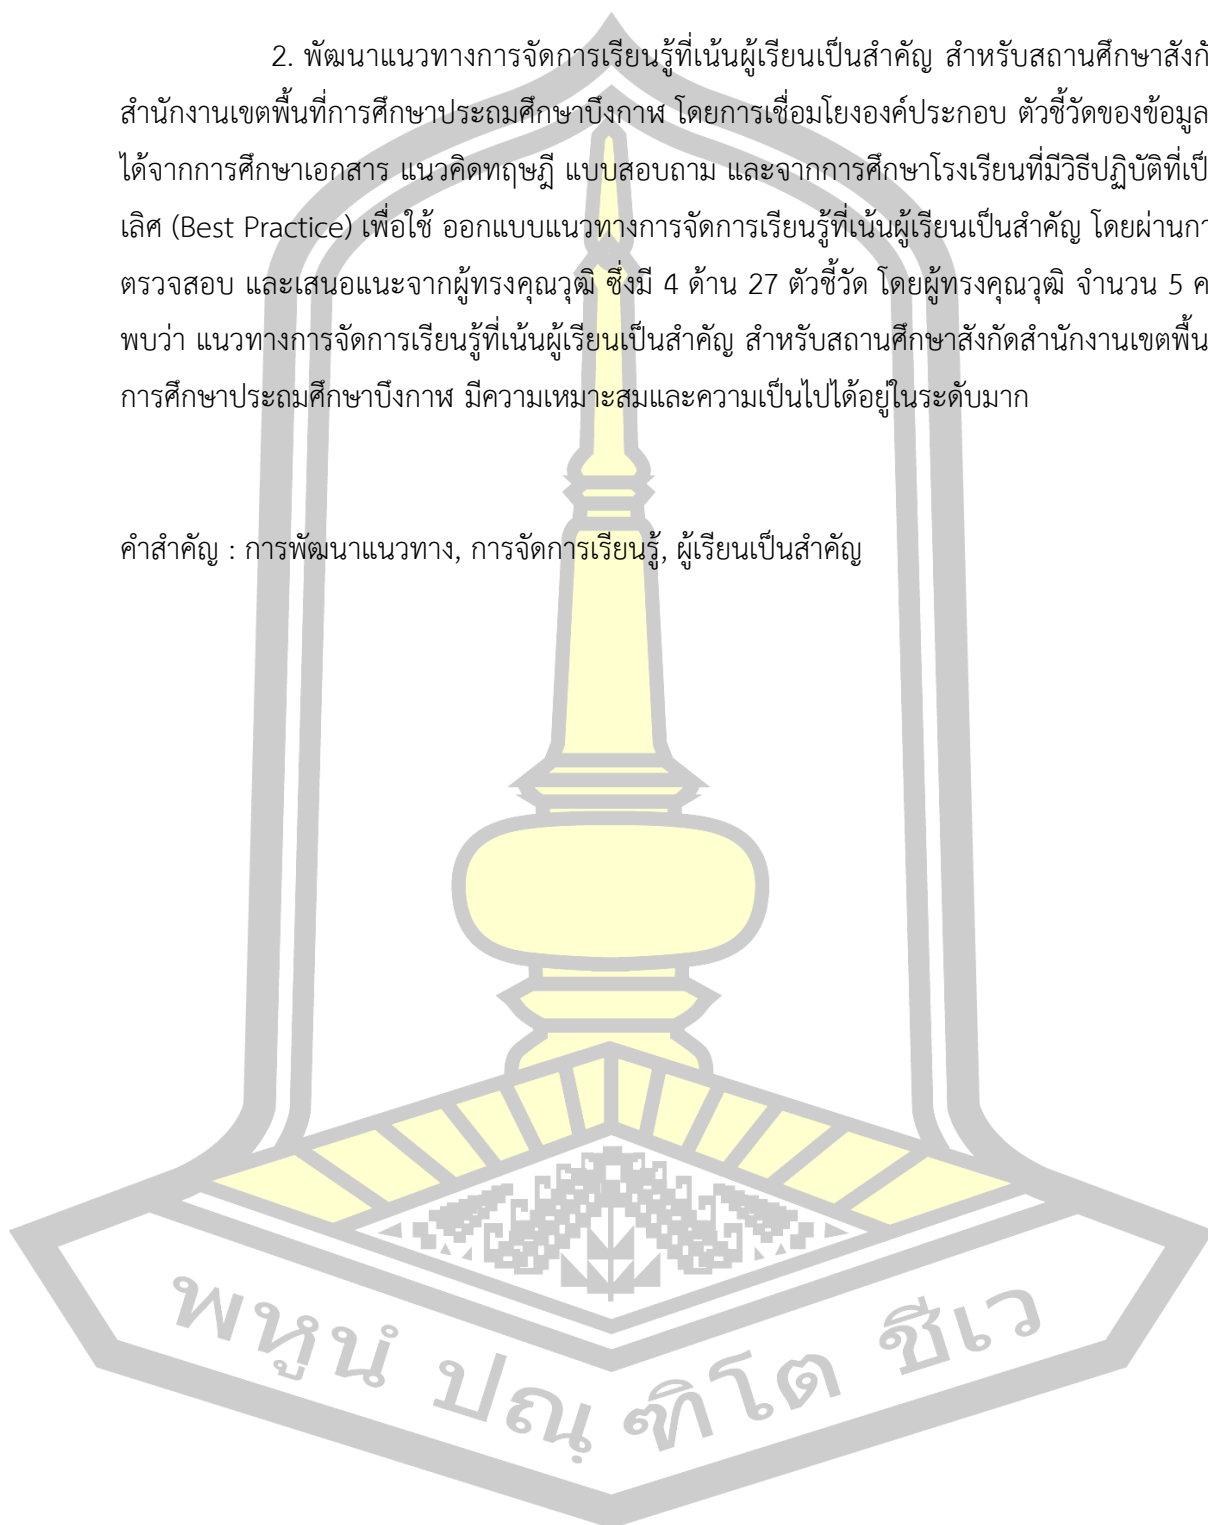 2. พัฒนาแนวทางการจัดการเรียนรู้ที่เน้นผู้เรียนเป็นสำคัญ สำหรับสถานศึกษาสังกั
สำนักงานเขตพื้นที่การศึกษาประถมศึกษาบึงกาฬ โดยการเชื่อมโยงองค์ประกอบ ตัวชี้วัดของข้อมูล
ได้จากการศึกษาเอกสาร แนวคิดทฤษฎี แบบสอบถาม และจากการศึกษาโรงเรียนที่มีวิธีปฏิบัติที่เป็
เลิศ (Best Practice) เพื่อใช้ ออกแบบแนวทางการจัดการเรียนรู้ที่เน้นผู้เรียนเป็นสำคัญ โดยผ่านกา
ตรวจสอบ และเสนอแนะจากผู้ทรงคุณวุฒิ ซึ่งมี 4 ด้าน 27 ตัวชี้วัด โดยผู้ทรงคุณวุฒิ จำนวน 5 ค
พบว่า แนวทางการจัดการเรียนรู้ที่เน้นผู้เรียนเป็นสำคัญ สำหรับสถานศึกษาสังกัดสำนักงานเขตพื้น
การศึกษาประถมศึกษาบึงกาฬ มีความเหมาะสมและความเป็นไปได้อยู่ในระดับมาก
คำสำคัญ : การพัฒนาแนวทาง, การจัดการเรียนรู้, ผู้เรียนเป็นสำคัญ
พหูนํ ปณฺ ฑิโต ชีเว